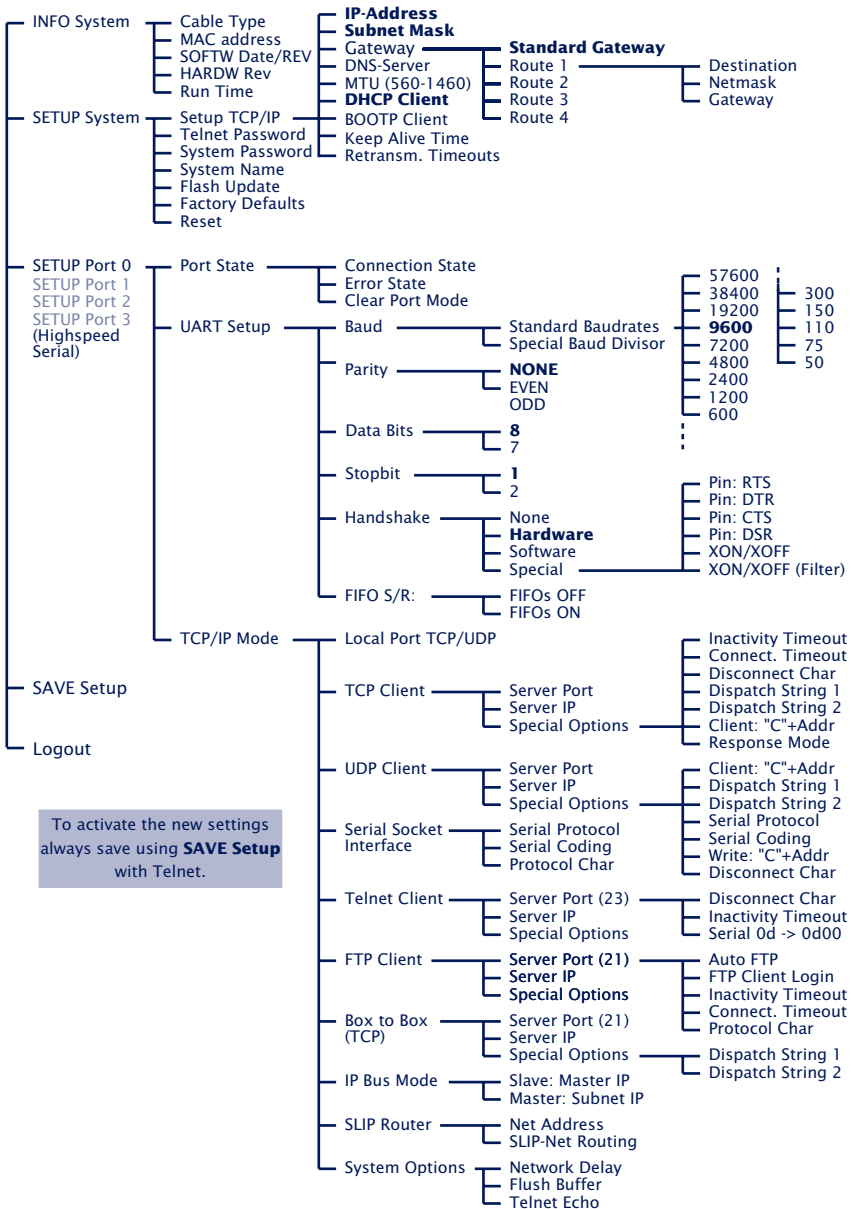 INFO System
Cable Type
MAC address
SOFTW Date/REV
HARDW Rev
Run Time
SETUP System
Setup TCP/IP
IP-Address
Subnet Mask
Gateway
Standard Gateway
Route 1
Destination
Netmask
Gateway
Route 2
Route 3
Route 4
DNS-Server
MTU (560-1460)
DHCP Client
BOOTP Client
Keep Alive Time
Retransm. Timeouts
Telnet Password
System Password
System Name
Flash Update
Factory Defaults
Reset
SETUP Port 0
SETUP Port 1
SETUP Port 2
SETUP Port 3
(Highspeed
Serial)
Port State
Connection State
Error State
Clear Port Mode
UART Setup
Baud
Standard Baudrates
Special Baud Divisor
57600
38400
19200
9600
7200
4800
2400
1200
600
300
150
110
75
50
Parity
NONE
EVEN
ODD
Data Bits
8
7
Stopbit
1
2
Handshake
None
Hardware
Software
Special
Pin: RTS
Pin: DTR
Pin: CTS
Pin: DSR
XON/XOFF
XON/XOFF (Filter)
FIFO S/R:
FIFOs OFF
FIFOs ON
TCP/IP Mode
Local Port TCP/UDP
TCP Client
Server Port
Server IP
Special Options
Inactivity Timeout
Connect. Timeout
Disconnect Char
Dispatch String 1
Dispatch String 2
Client: "C"+Addr
Response Mode
UDP Client
Server Port
Server IP
Special Options
Client: "C"+Addr
Dispatch String 1
Dispatch String 2
Serial Protocol
Serial Coding
Write: "C"+Addr
Disconnect Char
Serial Socket
Interface
Serial Protocol
Serial Coding
Protocol Char
Telnet Client
Server Port (23)
Server IP
Special Options
Disconnect Char
Inactivity Timeout
Serial 0d -> 0d00
FTP Client
Server Port (21)
Server IP
Special Options
Auto FTP
FTP Client Login
Inactivity Timeout
Connect. Timeout
Protocol Char
Box to Box
(TCP)
Server Port (21)
Server IP
Special Options
Dispatch String 1
Dispatch String 2
IP Bus Mode
Slave: Master IP
Master: Subnet IP
SLIP Router
Net Address
SLIP-Net Routing
System Options
Network Delay
Flush Buffer
Telnet Echo
SAVE Setup
Logout
To activate the new settings
always save using SAVE Setup
with Telnet.